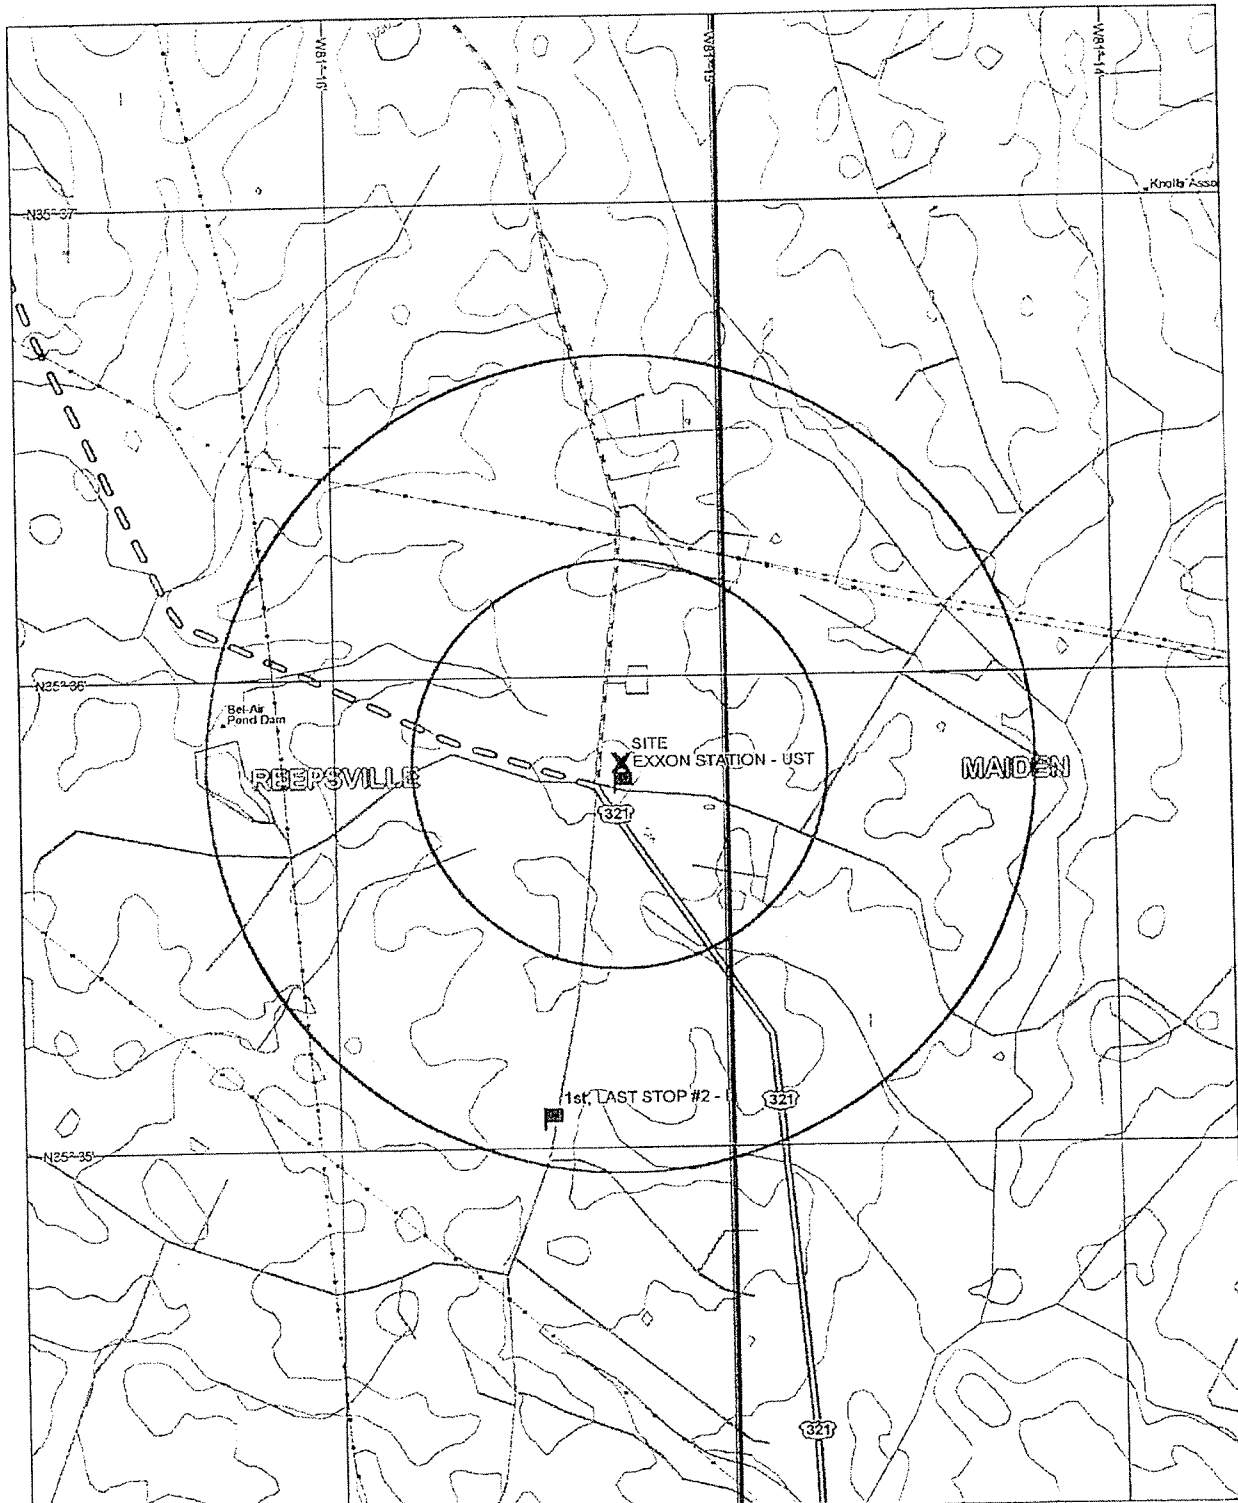 W81°-16'
W81°-15'
W81°-14'
Knolls Asso
N35°-37'
N35°-36'
Bel-Air
Pond Dam
SITE
EXXON STATION - UST
REEPSVILLE
MAIDEN
321
1st, LAST STOP #2 -
321
N35°-35'
321